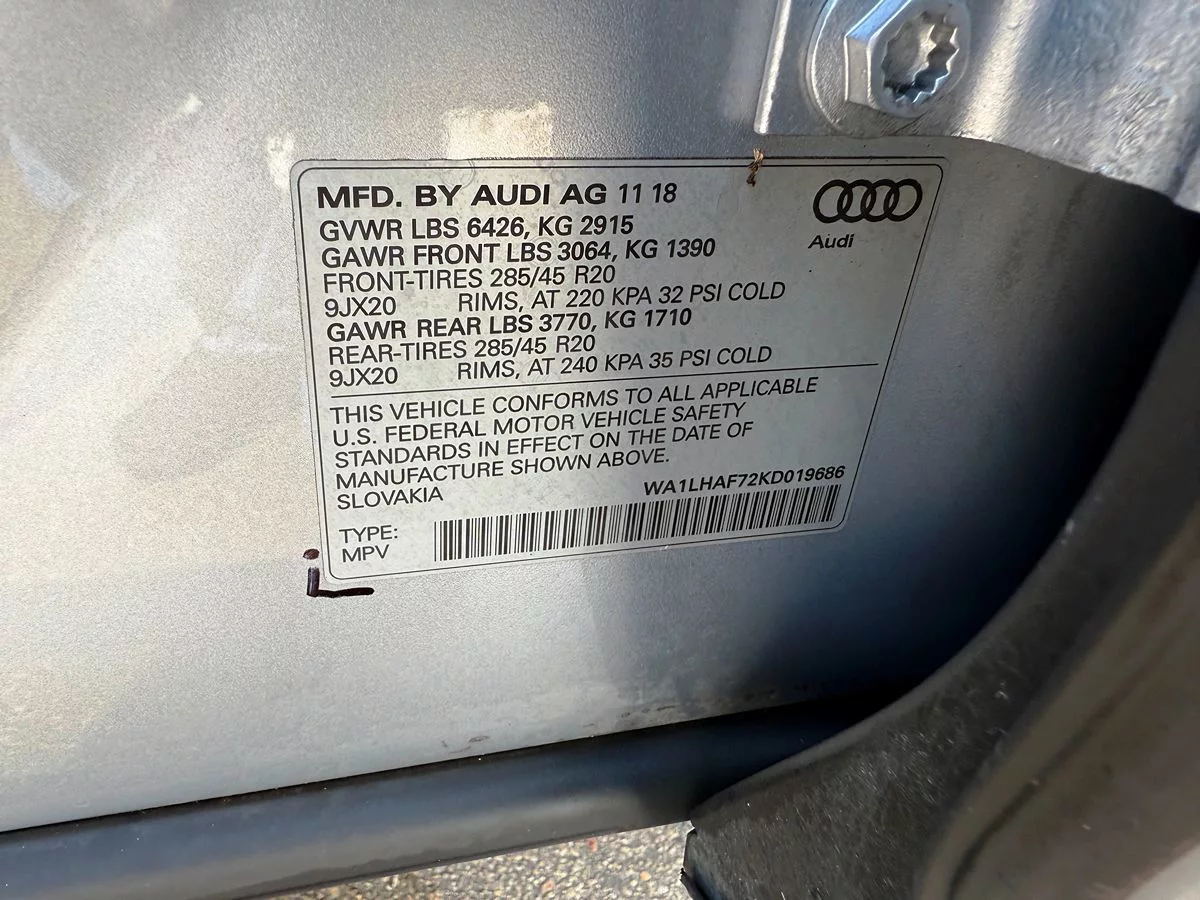 MFD. BY AUDI AG 11 18
GVWR LBS 6426, KG 2915
GAWR FRONT LBS 3064, KG 1390
Audi
FRONT-TIRES 285/45 R20
9JX20 RIMS, AT 220 KPA 32 PSI COLD
GAWR REAR LBS 3770, KG 1710
REAR-TIRES 285/45 R20
9JX20 RIMS, AT 240 KPA 35 PSI COLD
THIS VEHICLE CONFORMS TO ALL APPLICABLE
U.S. FEDERAL MOTOR VEHICLE SAFETY
STANDARDS IN EFFECT ON THE DATE OF
MANUFACTURE SHOWN ABOVE.
SLOVAKIA WA1LHAF72KD019686
TYPE:
MPV